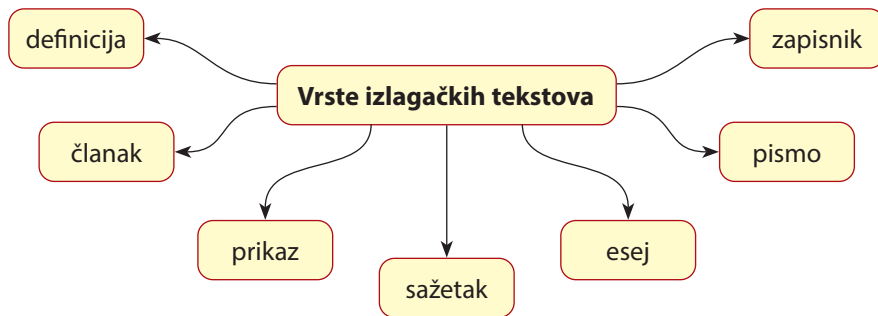 definicija
zapisnik
Vrste izlagačkih tekstova
članak
pismo
prikaz
esej
sažetak